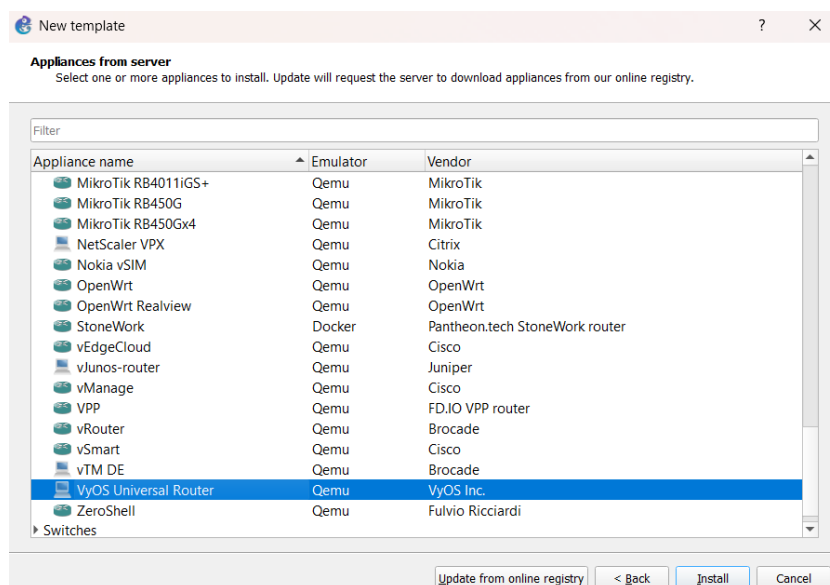 New template
?
Appliances from server
Select one or more appliances to install. Update will request the server to download appliances from our online registry.
Filter
Appliance name Emulator Vendor
MikroTik RB4011iGS+ Qemu MikroTik
MikroTik RB450G Qemu MikroTik
MikroTik RB450Gx4 Qemu MikroTik
NetScaler VPX Qemu Citrix
Nokia vSIM Qemu Nokia
OpenWrt Qemu OpenWrt
OpenWrt Realview Qemu OpenWrt
StoneWork Docker Pantheon.tech StoneWork router
vEdgeCloud Qemu Cisco
vJunos-router Qemu Juniper
vManage Qemu Cisco
VPP Qemu FD.IO VPP router
vRouter Qemu Brocade
vSmart Qemu Cisco
vTM DE Qemu Brocade
VyOS Universal Router Qemu VyOS Inc.
ZeroShell Qemu Fulvio Ricciardi
Switches
Update from online registry < Back Install Cancel